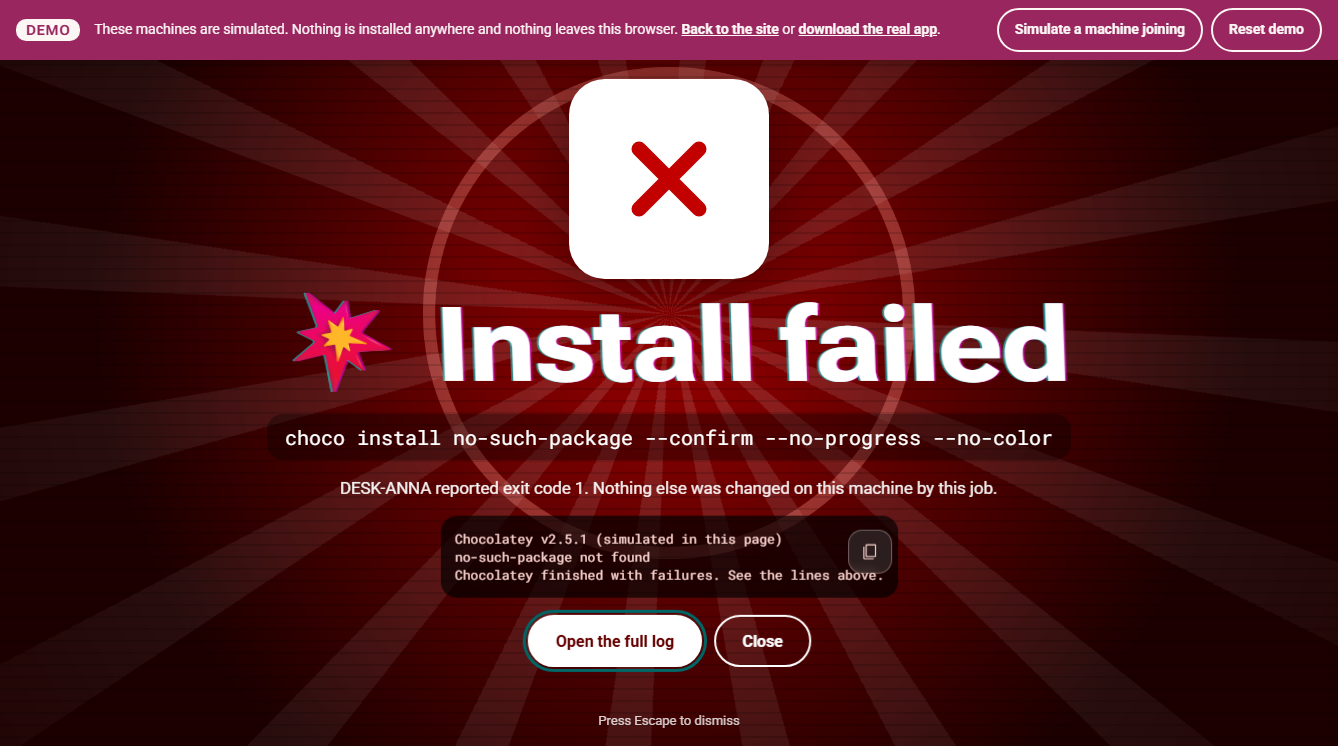 DEMO These machines are simulated. Nothing is installed anywhere and nothing leaves this browser. Back to the site or download the real app. Simulate a machine joining Reset demo
Install failed
choco install no-such-package --confirm --no-progress --no-color
DESK-ANNA reported exit code 1. Nothing else was changed on this machine by this job.
Chocolatey v2.5.1 (simulated in this page)
no-such-package not found
Chocolatey finished with failures. See the lines above.
Open the full log Close
Press Escape to dismiss